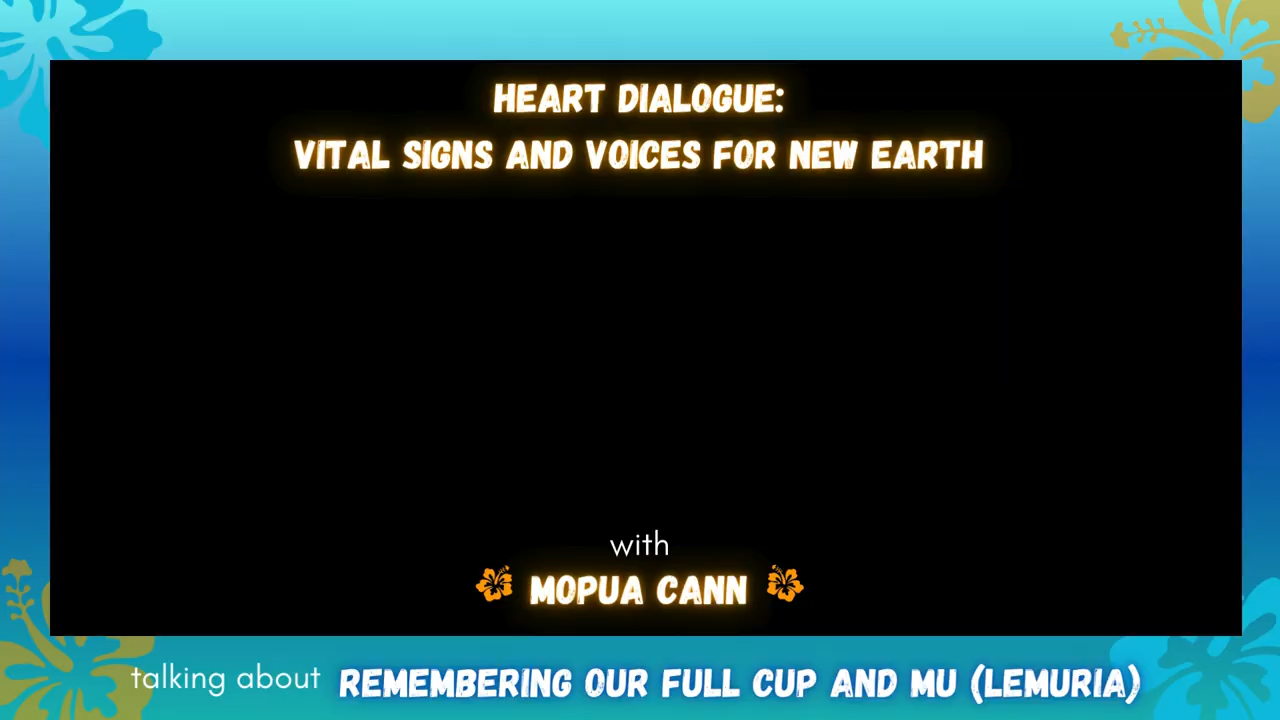 HEART DIALOGUE:
VITAL SIGNS AND VOICES FOR NEW EARTH
with
MOPUA CANN
talking about REMEMBERING OUR FULL CUP AND MU (LEMURIA)